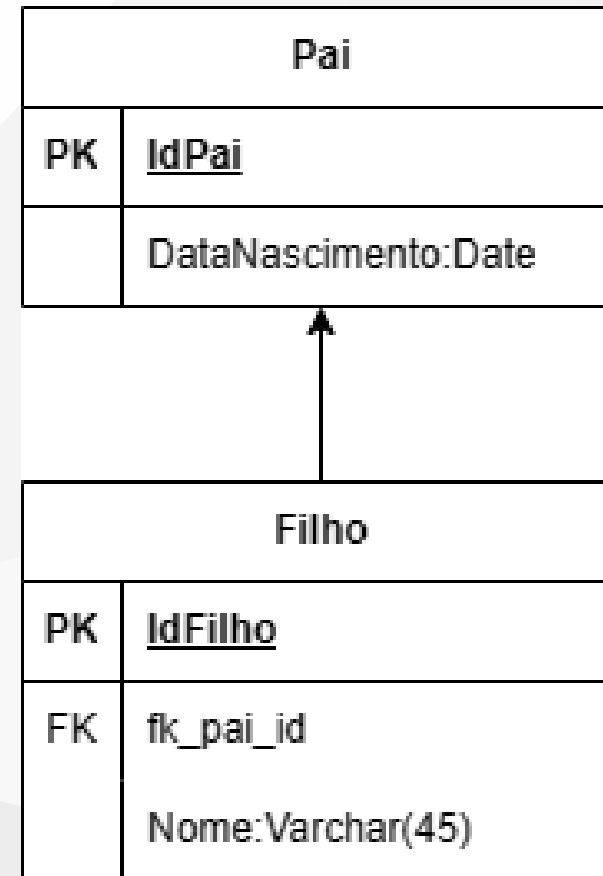 Pai
PK IdPai
DataNascimento:Date
Filho
PK IdFilho
FK fk_pai_id
Nome:Varchar(45)